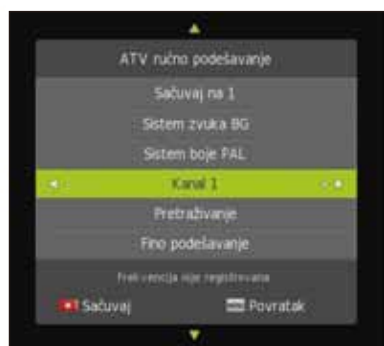 ATV ručno podešavanje
Sačuvaj na 1
Sistem zvuka BG
Sistem boje PAL
Kanal 1
Pretraživanje
Fino podešavanje
Frekvencija nije registrovana
Sačuvaj Povratak